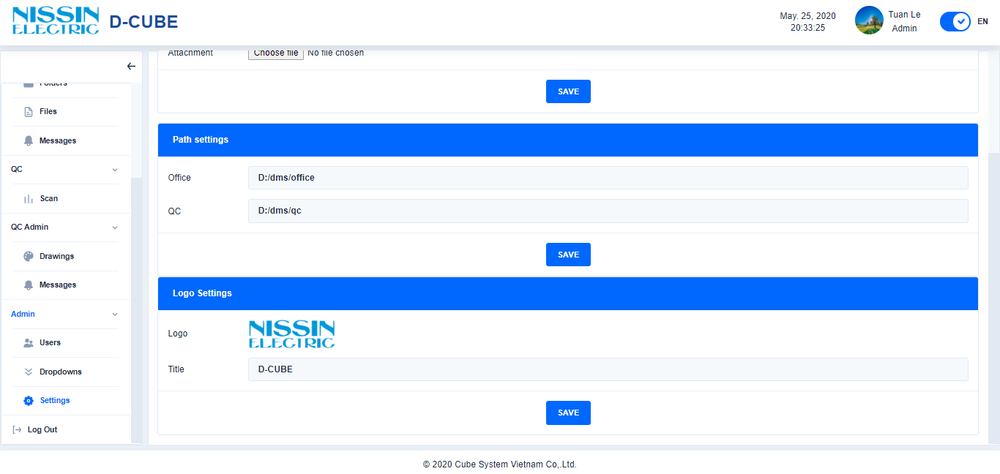 NISSIN
ELECTRIC
D-CUBE
May. 25, 2020
20:33:25
Tuan Le
Admin
EN
Folders
Files
Messages
QC
Scan
QC Admin
Drawings
Messages
Admin
Users
Dropdowns
Settings
Log Out
Attachment
Choose file No file chosen
SAVE
Path settings
Office
D:/dms/office
QC
D:/dms/qc
SAVE
Logo Settings
Logo
NISSIN
ELECTRIC
Title
D-CUBE
SAVE
© 2020 Cube System Vietnam Co,.Ltd.